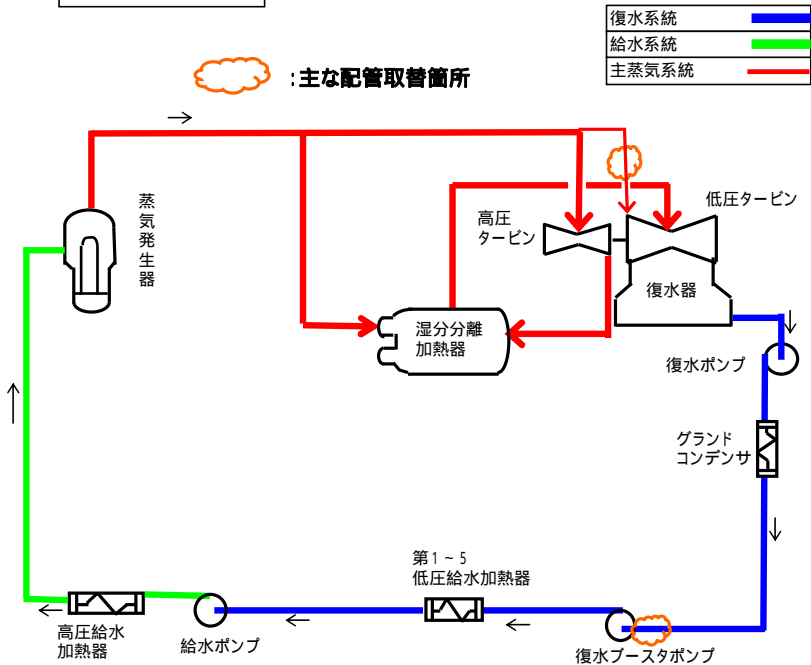 復水系統
給水系統
主蒸気系統
:主な配管取替箇所
蒸気発生器
高圧
タービン
低圧タービン
復水器
湿分分離
加熱器
復水ポンプ
グランド
コンデンサ
第1~5
低圧給水加熱器
高圧給水
加熱器
給水ポンプ
復水ブースタポンプ